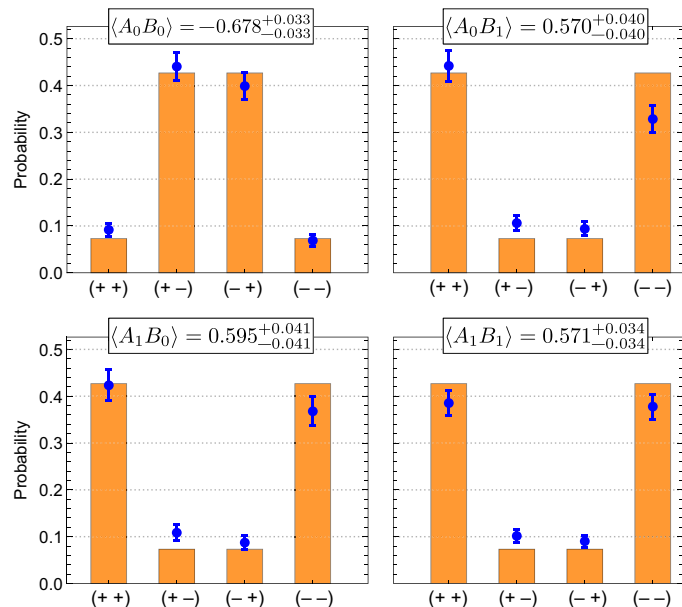 ⟨A₀B₀⟩ = −0.678⁺⁰·⁰³³₋₀.₀₃₃
⟨A₀B₁⟩ = 0.570⁺⁰·⁰⁴⁰₋₀.₀₄₀
Probability
0.5
0.4
0.3
0.2
0.1
0.0
(+ +) (+ −) (− +) (− −)
(+ +) (+ −) (− +) (− −)
⟨A₁B₀⟩ = 0.595⁺⁰·⁰⁴¹₋₀.₀₄₁
⟨A₁B₁⟩ = 0.571⁺⁰·⁰³⁴₋₀.₀₃₄
Probability
0.5
0.4
0.3
0.2
0.1
0.0
(+ +) (+ −) (− +) (− −)
(+ +) (+ −) (− +) (− −)